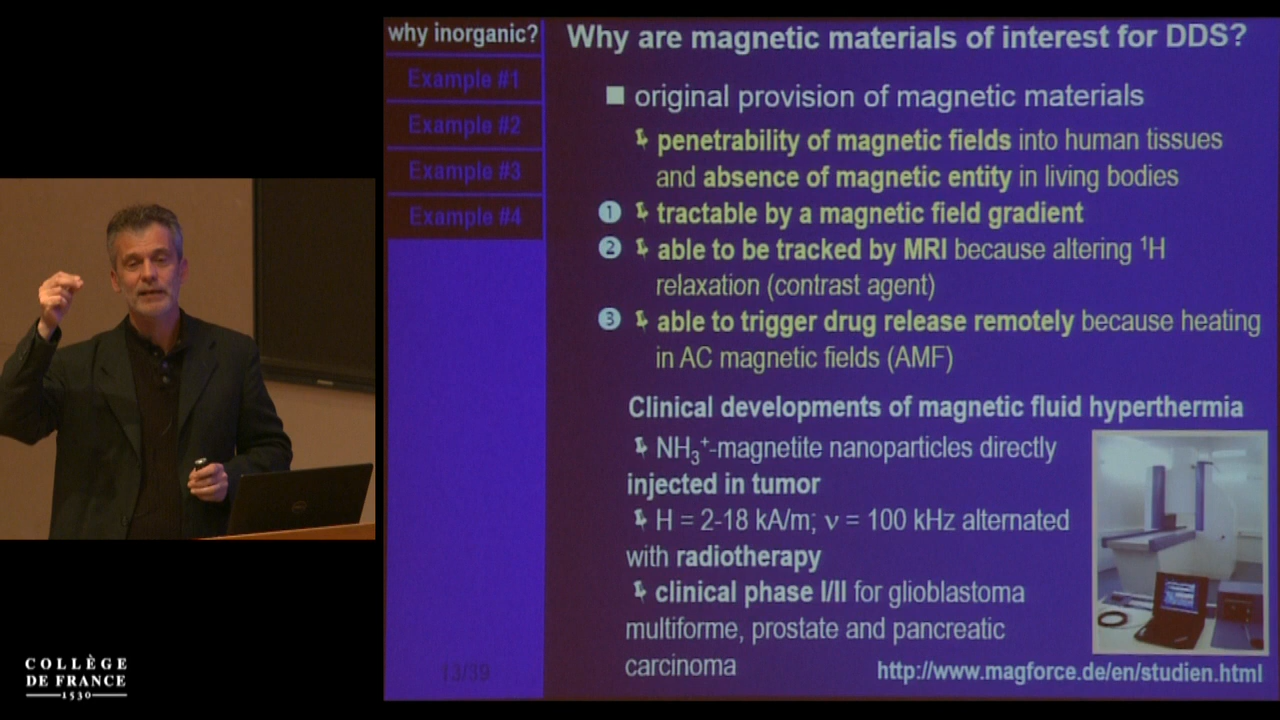 why inorganic?
Example #1
Example #2
Example #3
Example #4
Why are magnetic materials of interest for DDS?
original provision of magnetic materials
penetrability of magnetic fields into human tissues
and absence of magnetic entity in living bodies
1 tractable by a magnetic field gradient
2 able to be tracked by MRI because altering ¹H
relaxation (contrast agent)
3 able to trigger drug release remotely because heating
in AC magnetic fields (AMF)
Clinical developments of magnetic fluid hyperthermia
NH₃⁺-magnetite nanoparticles directly
injected in tumor
H = 2-18 kA/m; ν = 100 kHz alternated
with radiotherapy
clinical phase I/II for glioblastoma
multiforme, prostate and pancreatic
carcinoma
http://www.magforce.de/en/studien.html
13/39
COLLÈGE
DE FRANCE
1530